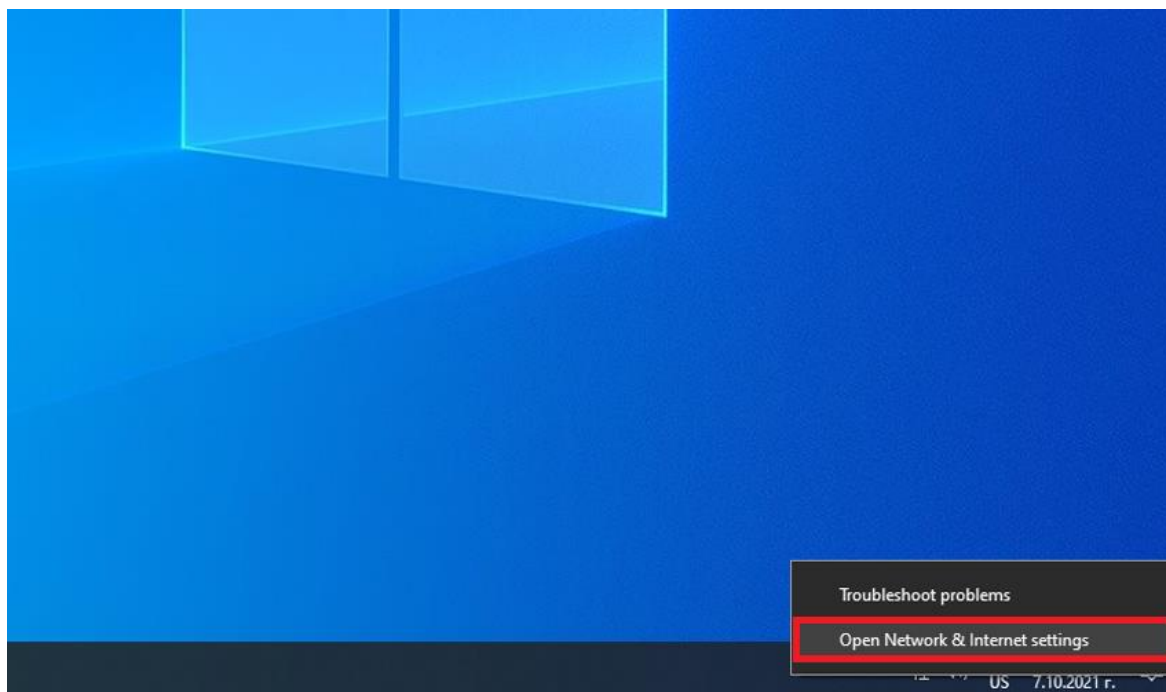 Troubleshoot problems
Open Network & Internet settings
US 7.10.2021 г.